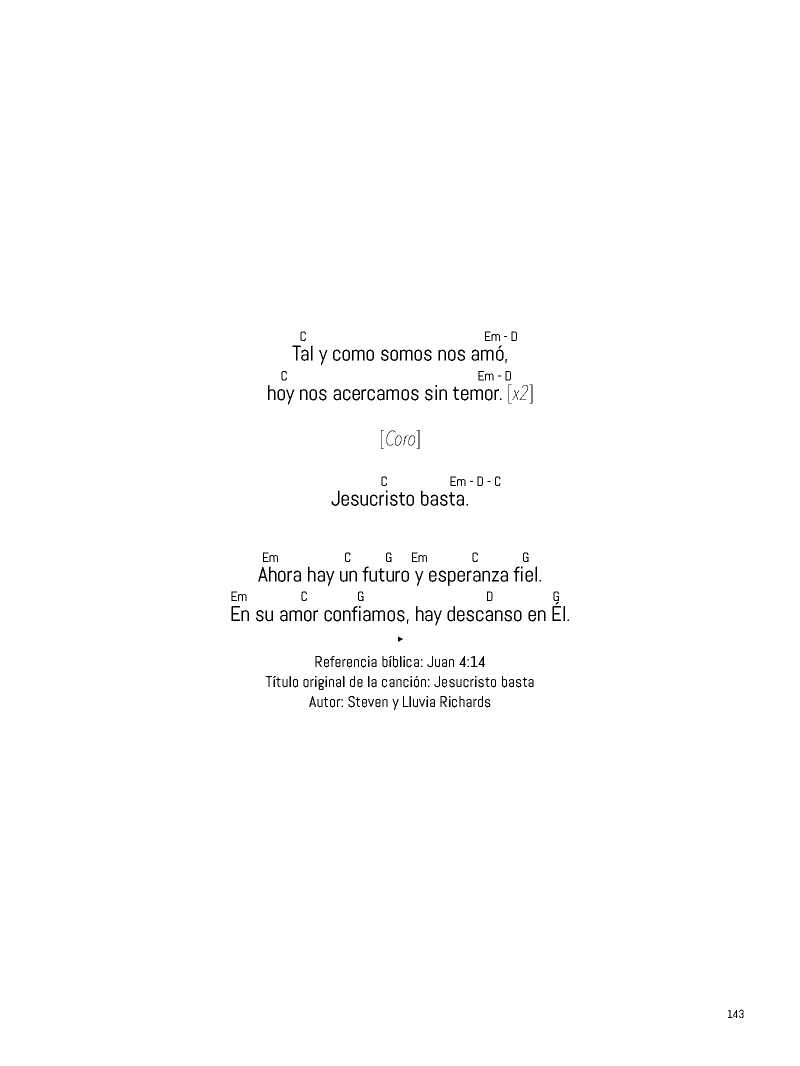 C Em - D
Tal y como somos nos amó,
C Em - D
hoy nos acercamos sin temor. [x2]
[Coro]
C Em - D - C
Jesucristo basta.
Em C G Em C G
Ahora hay un futuro y esperanza fiel.
Em C G D G
En su amor confiamos, hay descanso en Él.
Referencia bíblica: Juan 4:14
Título original de la canción: Jesucristo basta
Autor: Steven y Lluvia Richards
143